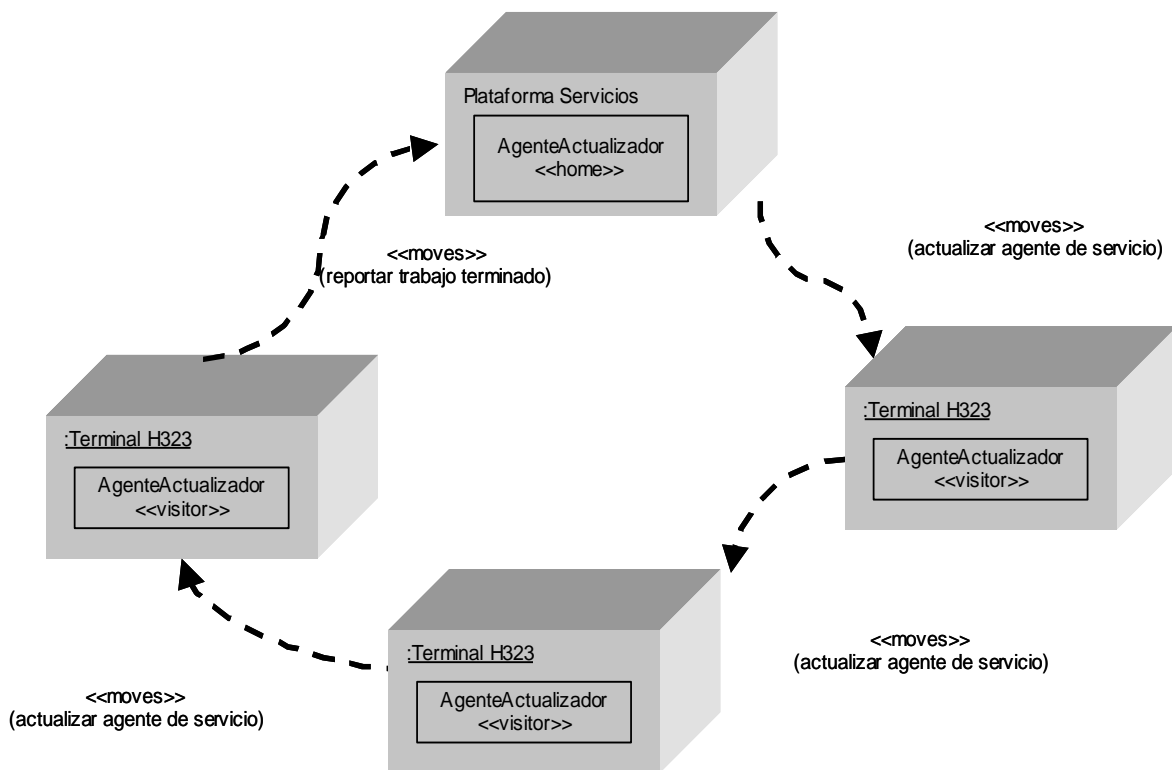 Plataforma Servicios
AgenteActualizador
<<home>>
<<moves>>
(actualizar agente de servicio)
<<moves>>
(reportar trabajo terminado)
:Terminal H323
AgenteActualizador
<<visitor>>
:Terminal H323
AgenteActualizador
<<visitor>>
:Terminal H323
AgenteActualizador
<<visitor>>
<<moves>>
(actualizar agente de servicio)
<<moves>>
(actualizar agente de servicio)